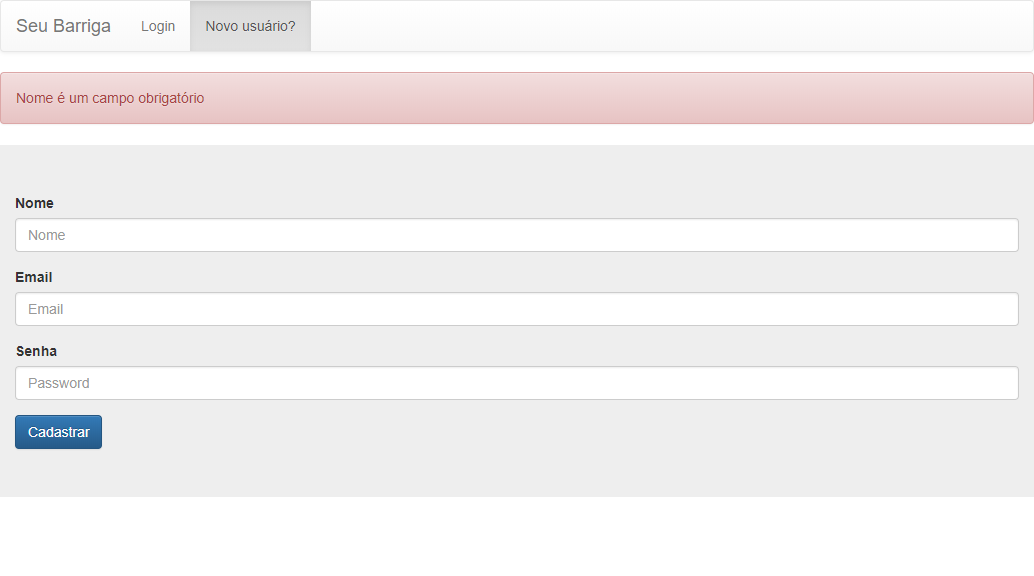 Seu Barriga Login Novo usuário?
Nome é um campo obrigatório
Nome
Nome
Email
Email
Senha
Password
Cadastrar